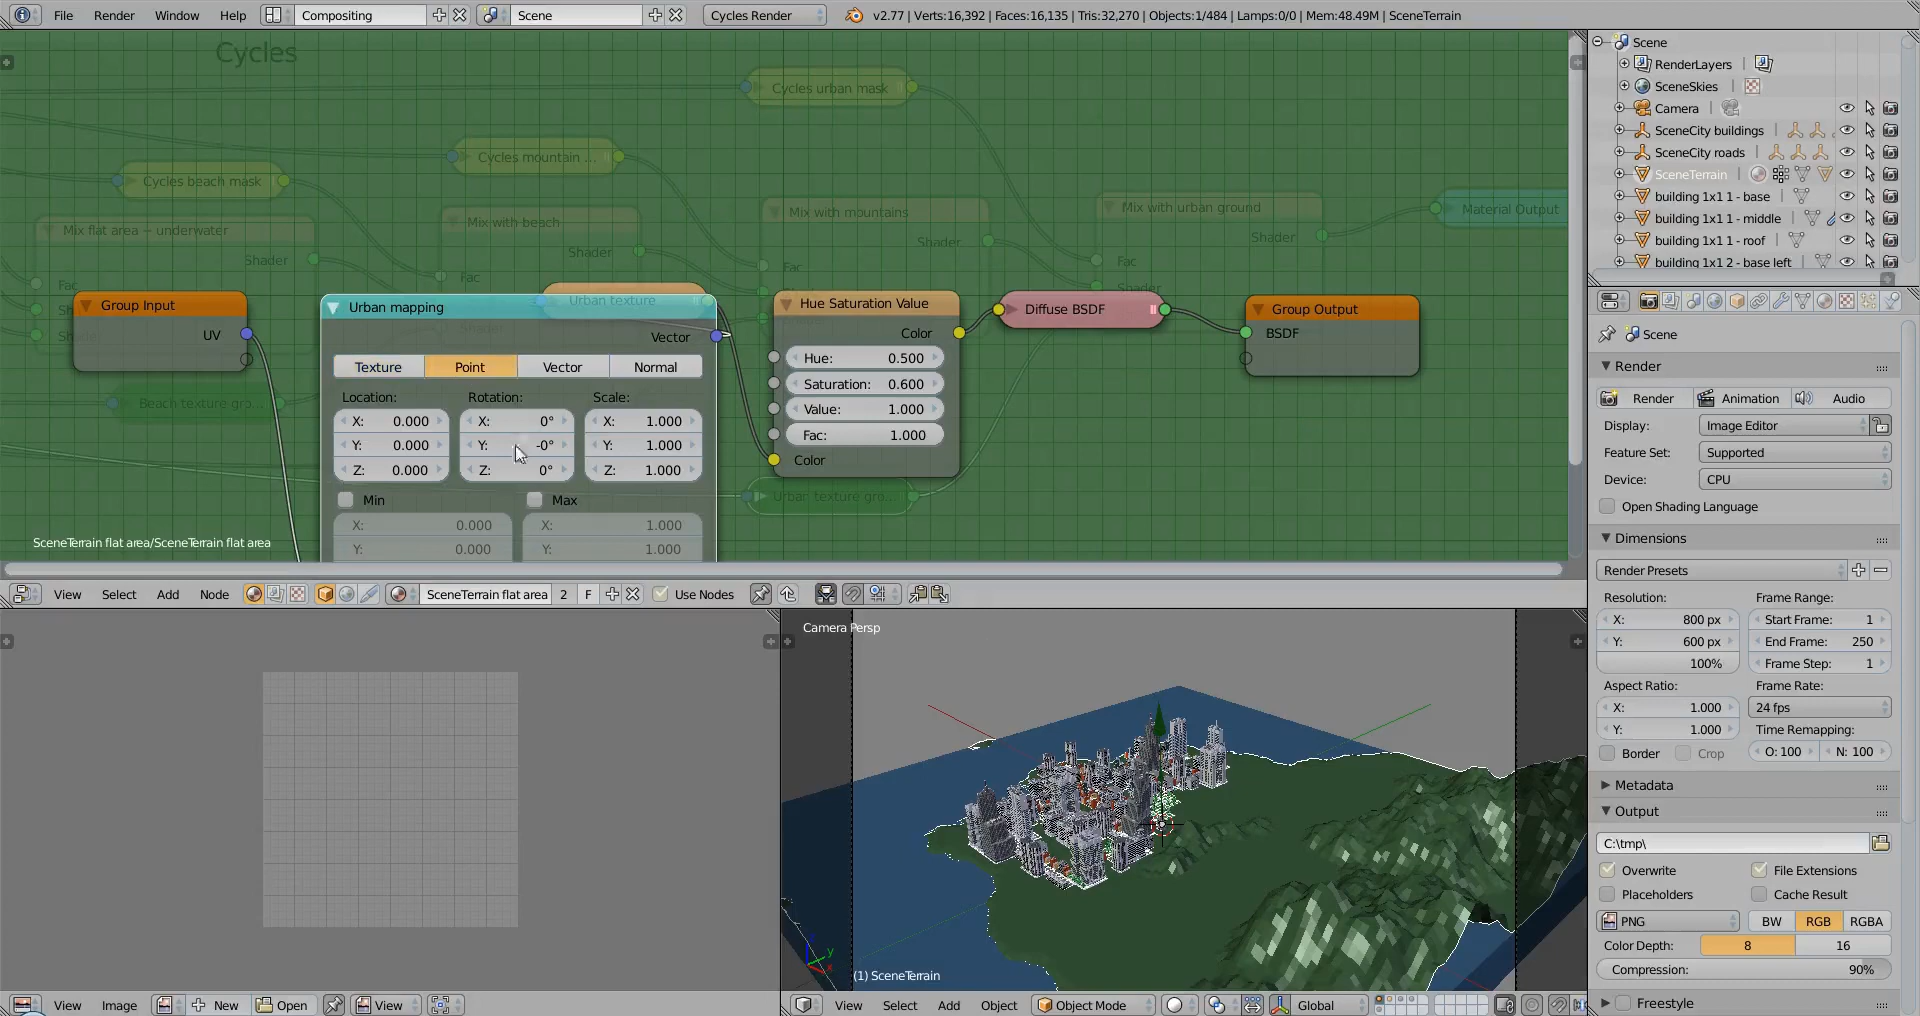 File Render Window Help Compositing Scene Cycles Render v2.77 | Verts:16,392 | Faces:16,135 | Tris:32,270 | Objects:1/484 | Lamps:0/0 | Mem:48.49M | SceneTerrain
Cycles
Cycles urban mask
Cycles mountain ...
Cycles beach mask
Mix flat area – underwater
Shader
Fac
Mix with beach
Shader
Fac
Mix with mountains
Shader
Fac
Mix with urban ground
Shader
Fac
Shader
Material Output
Group Input
UV
Beach texture gro...
Urban texture
Urban mapping
Vector
Texture Point Vector Normal
Location: Rotation: Scale:
X: 0.000 X: 0° X: 1.000
Y: 0.000 Y: -0° Y: 1.000
Z: 0.000 Z: 0° Z: 1.000
Min Max
X: 0.000 X: 1.000
Y: 0.000 Y: 1.000
Hue Saturation Value
Color
Hue: 0.500
Saturation: 0.600
Value: 1.000
Fac: 1.000
Color
Urban texture gro...
Diffuse BSDF
Group Output
BSDF
SceneTerrain flat area/SceneTerrain flat area
View Select Add Node SceneTerrain flat area 2 F Use Nodes
Camera Persp
y
x
(1) SceneTerrain
View Image New Open View
View Select Add Object Object Mode Global
Scene
RenderLayers
SceneSkies
Camera
SceneCity buildings
SceneCity roads
SceneTerrain
building 1x1 1 - base
building 1x1 1 - middle
building 1x1 1 - roof
building 1x1 2 - base left
Scene
Render
Render Animation Audio
Display: Image Editor
Feature Set: Supported
Device: CPU
Open Shading Language
Dimensions
Render Presets
Resolution: Frame Range:
X: 800 px Start Frame: 1
Y: 600 px End Frame: 250
100% Frame Step: 1
Aspect Ratio: Frame Rate:
X: 1.000 24 fps
Y: 1.000 Time Remapping:
Border Crop O: 100 N: 100
Metadata
Output
C:\tmp\
Overwrite File Extensions
Placeholders Cache Result
PNG BW RGB RGBA
Color Depth: 8 16
Compression: 90%
Freestyle